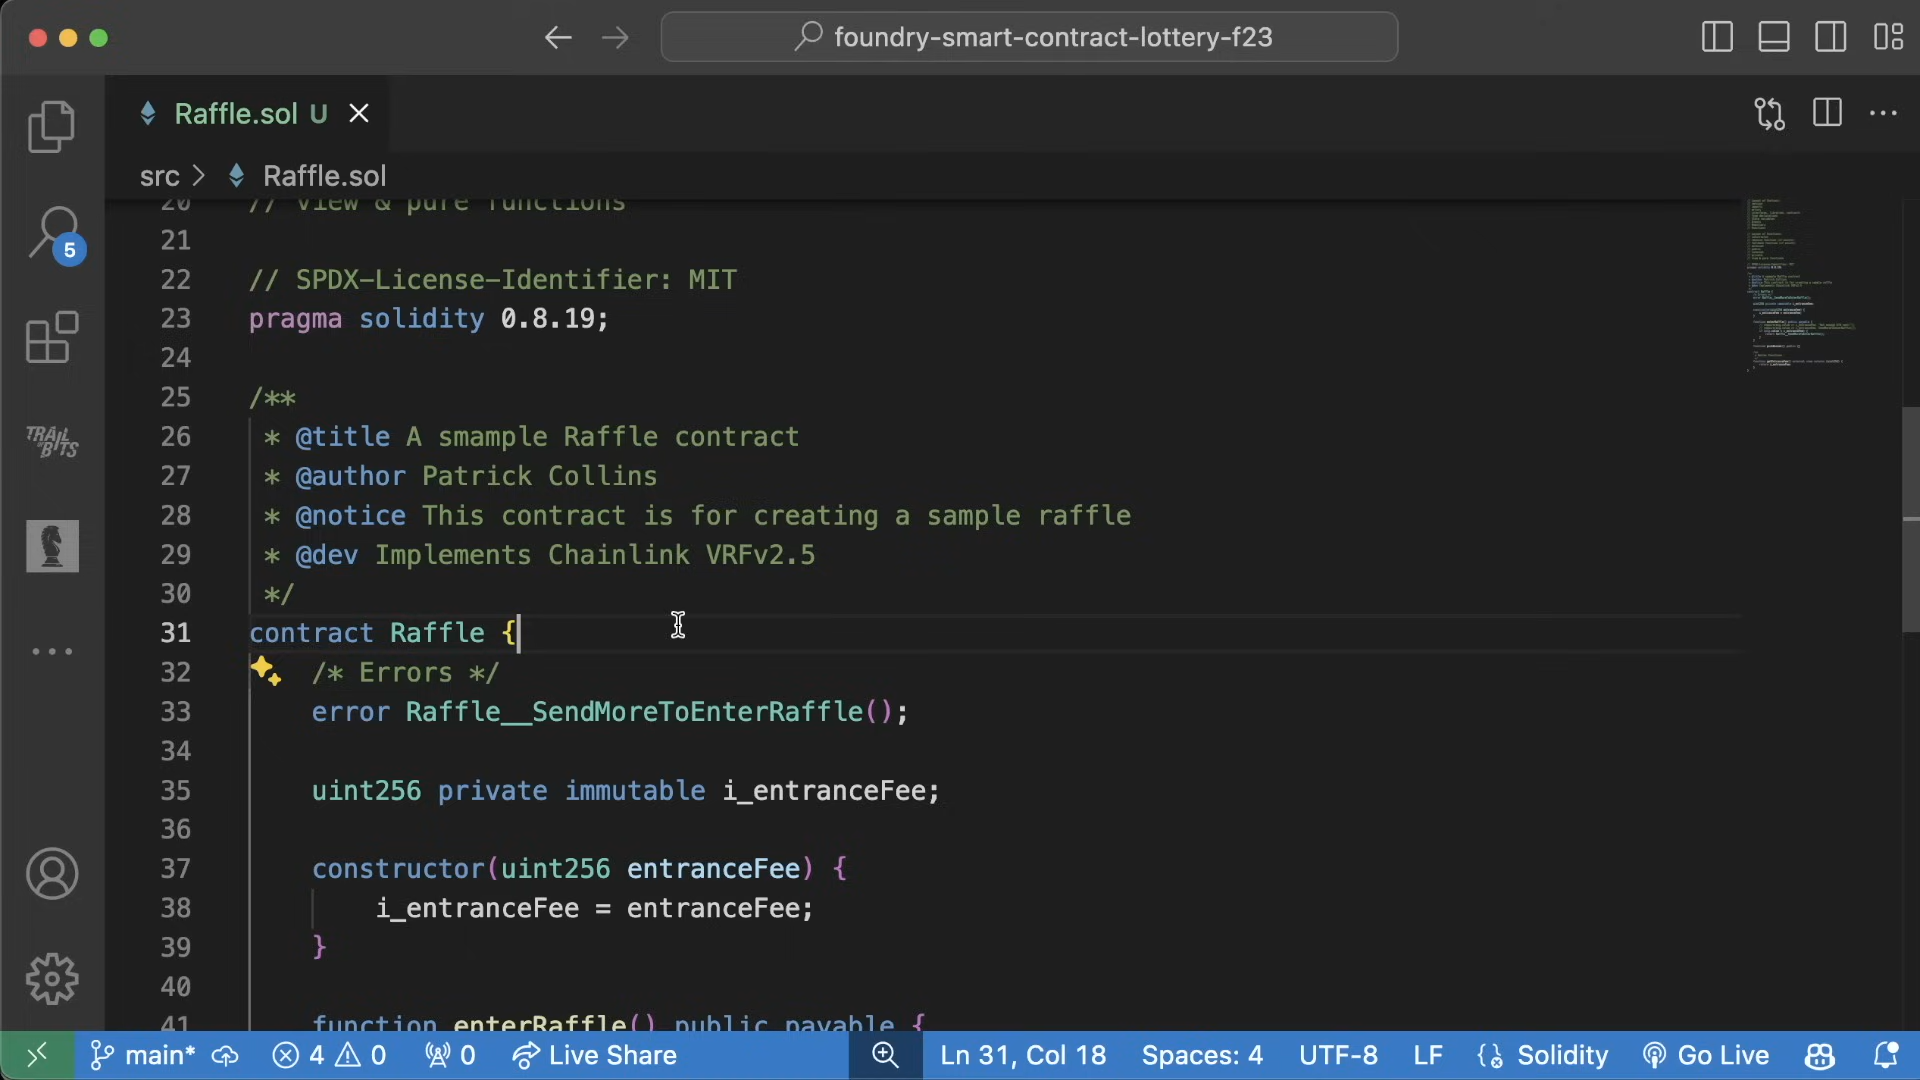 foundry-smart-contract-lottery-f23
Raffle.sol U
src > Raffle.sol
5
TRAIL OF BITS
20 // view & pure functions
21
22 // SPDX-License-Identifier: MIT
23 pragma solidity 0.8.19;
24
25 /**
26 * @title A smample Raffle contract
27 * @author Patrick Collins
28 * @notice This contract is for creating a sample raffle
29 * @dev Implements Chainlink VRFv2.5
30 */
31 contract Raffle {
32 /* Errors */
33 error Raffle__SendMoreToEnterRaffle();
34
35 uint256 private immutable i_entranceFee;
36
37 constructor(uint256 entranceFee) {
38 i_entranceFee = entranceFee;
39 }
40
41 function enterRaffle() public payable {
main* 4 0 0 Live Share Ln 31, Col 18 Spaces: 4 UTF-8 LF Solidity Go Live